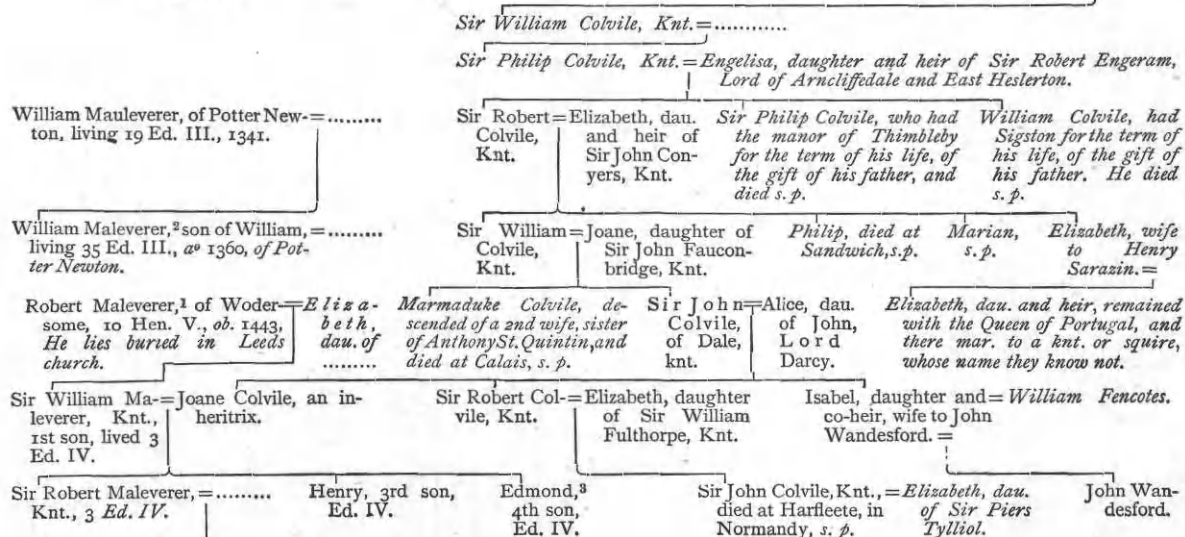 Sir William Colvile, Knt.=............
Sir Philip Colvile, Knt.=Engelisa, daughter and heir of Sir Robert Engeram,
Lord of Arncliffedale and East Heslerton.
William Mauleverer, of Potter New-=.........
ton, living 19 Ed. III., 1341.
Sir Robert=Elizabeth, dau.
Colvile,
Knt.
and heir of
Sir John Con-
yers, Knt.
Sir Philip Colvile, who had
the manor of Thimbleby
for the term of his life, of
the gift of his father, and
died s. p.
William Colvile, had
Sigston for the term of
his life, of the gift of
his father. He died
s. p.
William Maleverer,² son of William,=.........
living 35 Ed. III., aº 1360, of Pot-
ter Newton.
Sir William=Joane, daughter of
Colvile,
Knt.
Sir John Faucon-
bridge, Knt.
Philip, died at
Sandwich, s.p.
Marian,
s. p.
Elizabeth, wife
to Henry
Sarazin.=
Robert Maleverer,¹ of Woder-=Eliza-
some, 10 Hen. V., ob. 1443,
He lies buried in Leeds
church.
beth,
dau. of
.........
Marmaduke Colvile, de-
scended of a 2nd wife, sister
of Anthony St. Quintin, and
died at Calais, s. p.
Sir John=Alice, dau.
Colvile,
of Dale,
knt.
of John,
Lord
Darcy.
Elizabeth, dau. and heir, remained
with the Queen of Portugal, and
there mar. to a knt. or squire,
whose name they know not.
Sir William Ma-=Joane Colvile, an in-
leverer, Knt.,
1st son, lived 3
Ed. IV.
heritrix.
Sir Robert Col-=Elizabeth, daughter
vile, Knt.
of Sir William
Fulthorpe, Knt.
Isabel, daughter and=William Fencotes.
co-heir, wife to John
Wandesford. =
Sir Robert Maleverer,=.........
Knt., 3 Ed. IV.
Henry, 3rd son,
Ed. IV.
Edmond,³
4th son,
Ed. IV.
Sir John Colvile, Knt.,=Elizabeth, dau.
died at Harfleete, in
Normandy, s. p.
of Sir Piers
Tylliol.
John Wan-
desford.